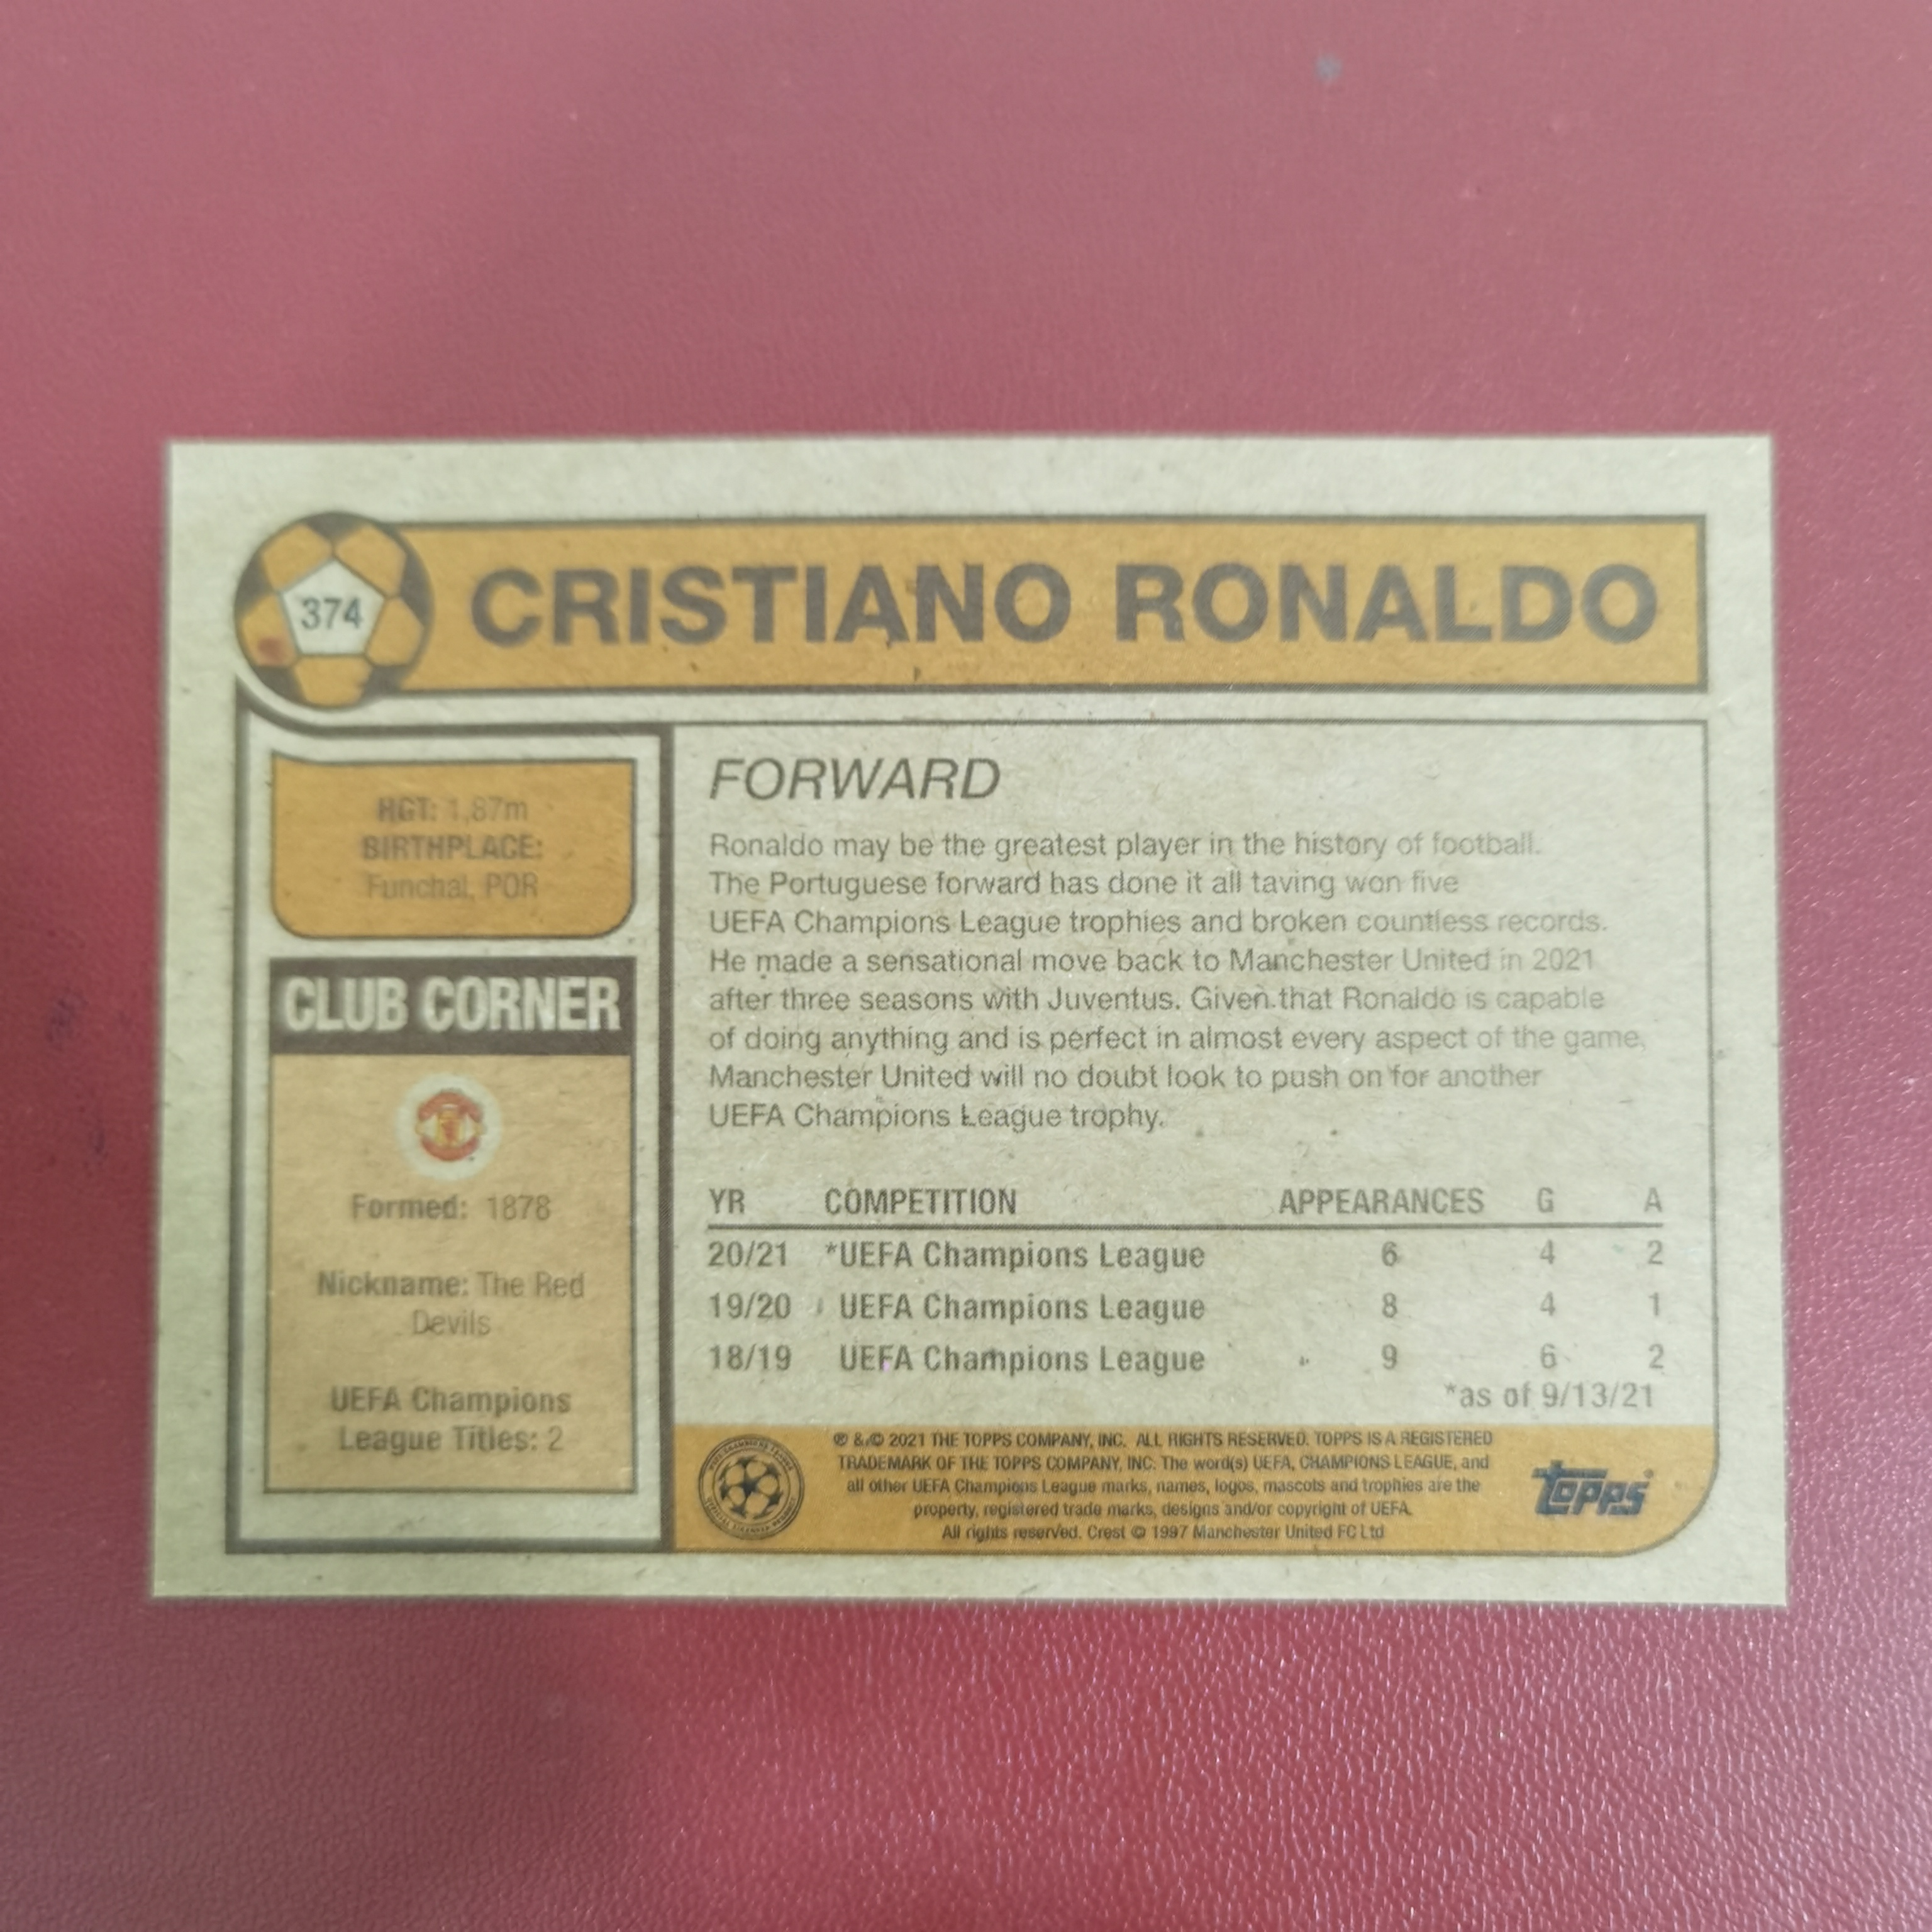 374
CRISTIANO RONALDO
HGT: 1,87m
BIRTHPLACE:
Funchal, POR
CLUB CORNER
Formed: 1878
Nickname: The Red
Devils
UEFA Champions
League Titles: 2
FORWARD
Ronaldo may be the greatest player in the history of football.
The Portuguese forward has done it all taving won five
UEFA Champions League trophies and broken countless records.
He made a sensational move back to Manchester United in 2021
after three seasons with Juventus. Given that Ronaldo is capable
of doing anything and is perfect in almost every aspect of the game,
Manchester United will no doubt look to push on for another
UEFA Champions League trophy.
YR COMPETITION APPEARANCES G A
20/21 *UEFA Champions League 6 4 2
19/20 UEFA Champions League 8 4 1
18/19 UEFA Champions League 9 6 2
*as of 9/13/21
® & © 2021 THE TOPPS COMPANY, INC. ALL RIGHTS RESERVED. TOPPS IS A REGISTERED
TRADEMARK OF THE TOPPS COMPANY, INC. The word(s) UEFA, CHAMPIONS LEAGUE, and
all other UEFA Champions League marks, names, logos, mascots and trophies are the
property, registered trade marks, designs and/or copyright of UEFA.
All rights reserved. Crest © 1997 Manchester United FC Ltd
topps®